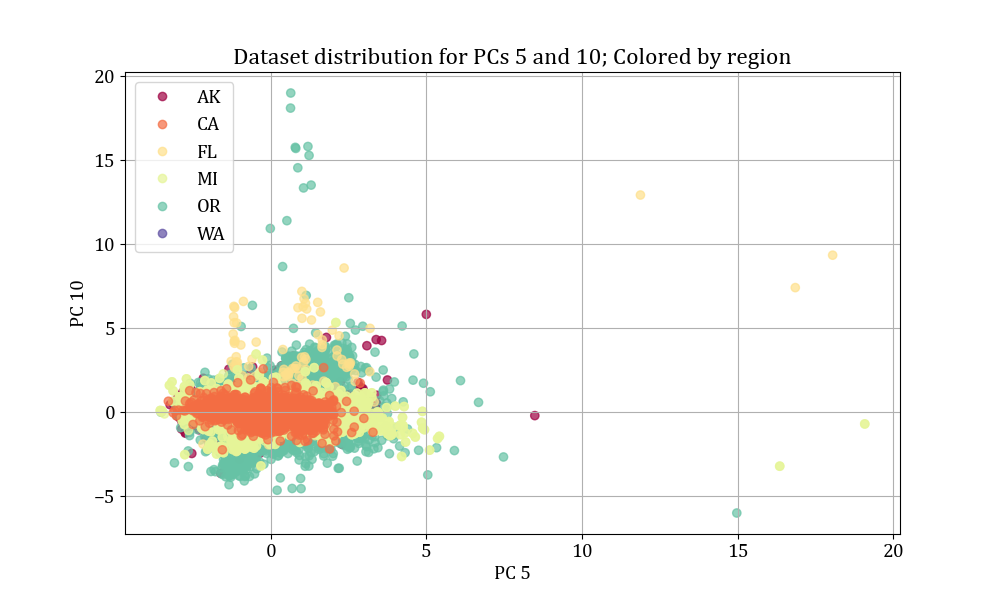 Dataset distribution for PCs 5 and 10; Colored by region
20
15
10
5
0
−5
PC 10
AK
CA
FL
MI
OR
WA
0
5
10
15
20
PC 5